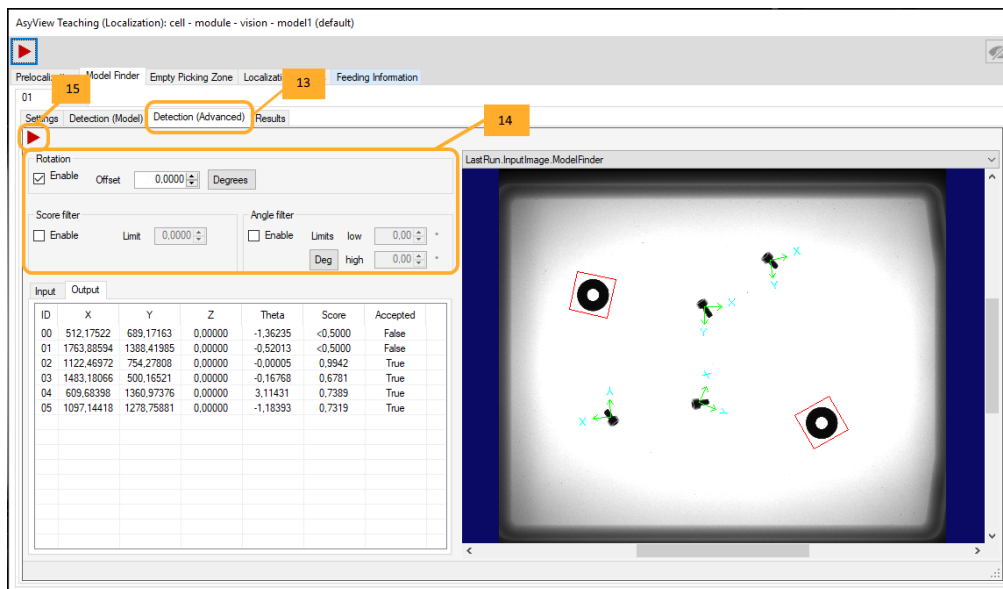 AsyView Teaching (Localization): cell - module - vision - model1 (default)
Model Finder Empty Picking Zone Feeding Information
15
13
01
Settings Detection (Model) Detection (Advanced) Results
14
Rotation
Enable Offset 0,0000 Degrees
LastRun.InputImage.ModelFinder
Score filter Angle filter
Enable Limit 0,0000 Enable Limits low 0,00 °
Deg high 0,00 °
Input Output
ID X Y Z Theta Score Accepted
00 512,17522 689,17163 0,00000 -1,36235 <0,5000 False
01 1763,88594 1388,41985 0,00000 -0,52013 <0,5000 False
02 1122,46972 754,27808 0,00000 -0,00005 0,9942 True
03 1483,18066 500,16521 0,00000 -0,16768 0,6781 True
04 609,68398 1360,97376 0,00000 3,11431 0,7389 True
05 1097,14418 1278,75881 0,00000 -1,18393 0,7319 True
X
Y
X
Y
X
Y
X
Y